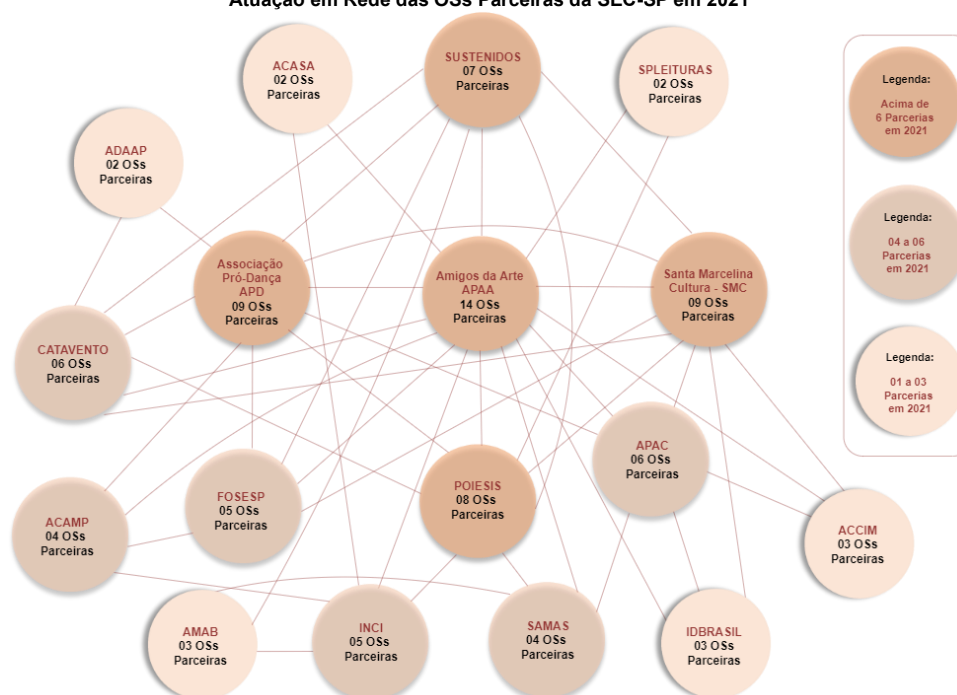 Atuação em Rede das OSs Parceiras da SEC-SP em 2021
ACASA
02 OSs
Parceiras
SUSTENIDOS
07 OSs
Parceiras
SPLEITURAS
02 OSs
Parceiras
Legenda:
Acima de
6 Parcerias
em 2021
ADAAP
02 OSs
Parceiras
Legenda:
04 a 06
Parcerias
em 2021
Associação
Pró-Dança
APD
09 OSs
Parceiras
Amigos da Arte
APAA
14 OSs
Parceiras
Santa Marcelina
Cultura - SMC
09 OSs
Parceiras
CATAVENTO
06 OSs
Parceiras
Legenda:
01 a 03
Parcerias
em 2021
ACAMP
04 OSs
Parceiras
FOSESP
05 OSs
Parceiras
POIESIS
08 OSs
Parceiras
APAC
06 OSs
Parceiras
ACCIM
03 OSs
Parceiras
AMAB
03 OSs
Parceiras
INCI
05 OSs
Parceiras
SAMAS
04 OSs
Parceiras
IDBRASIL
03 OSs
Parceiras